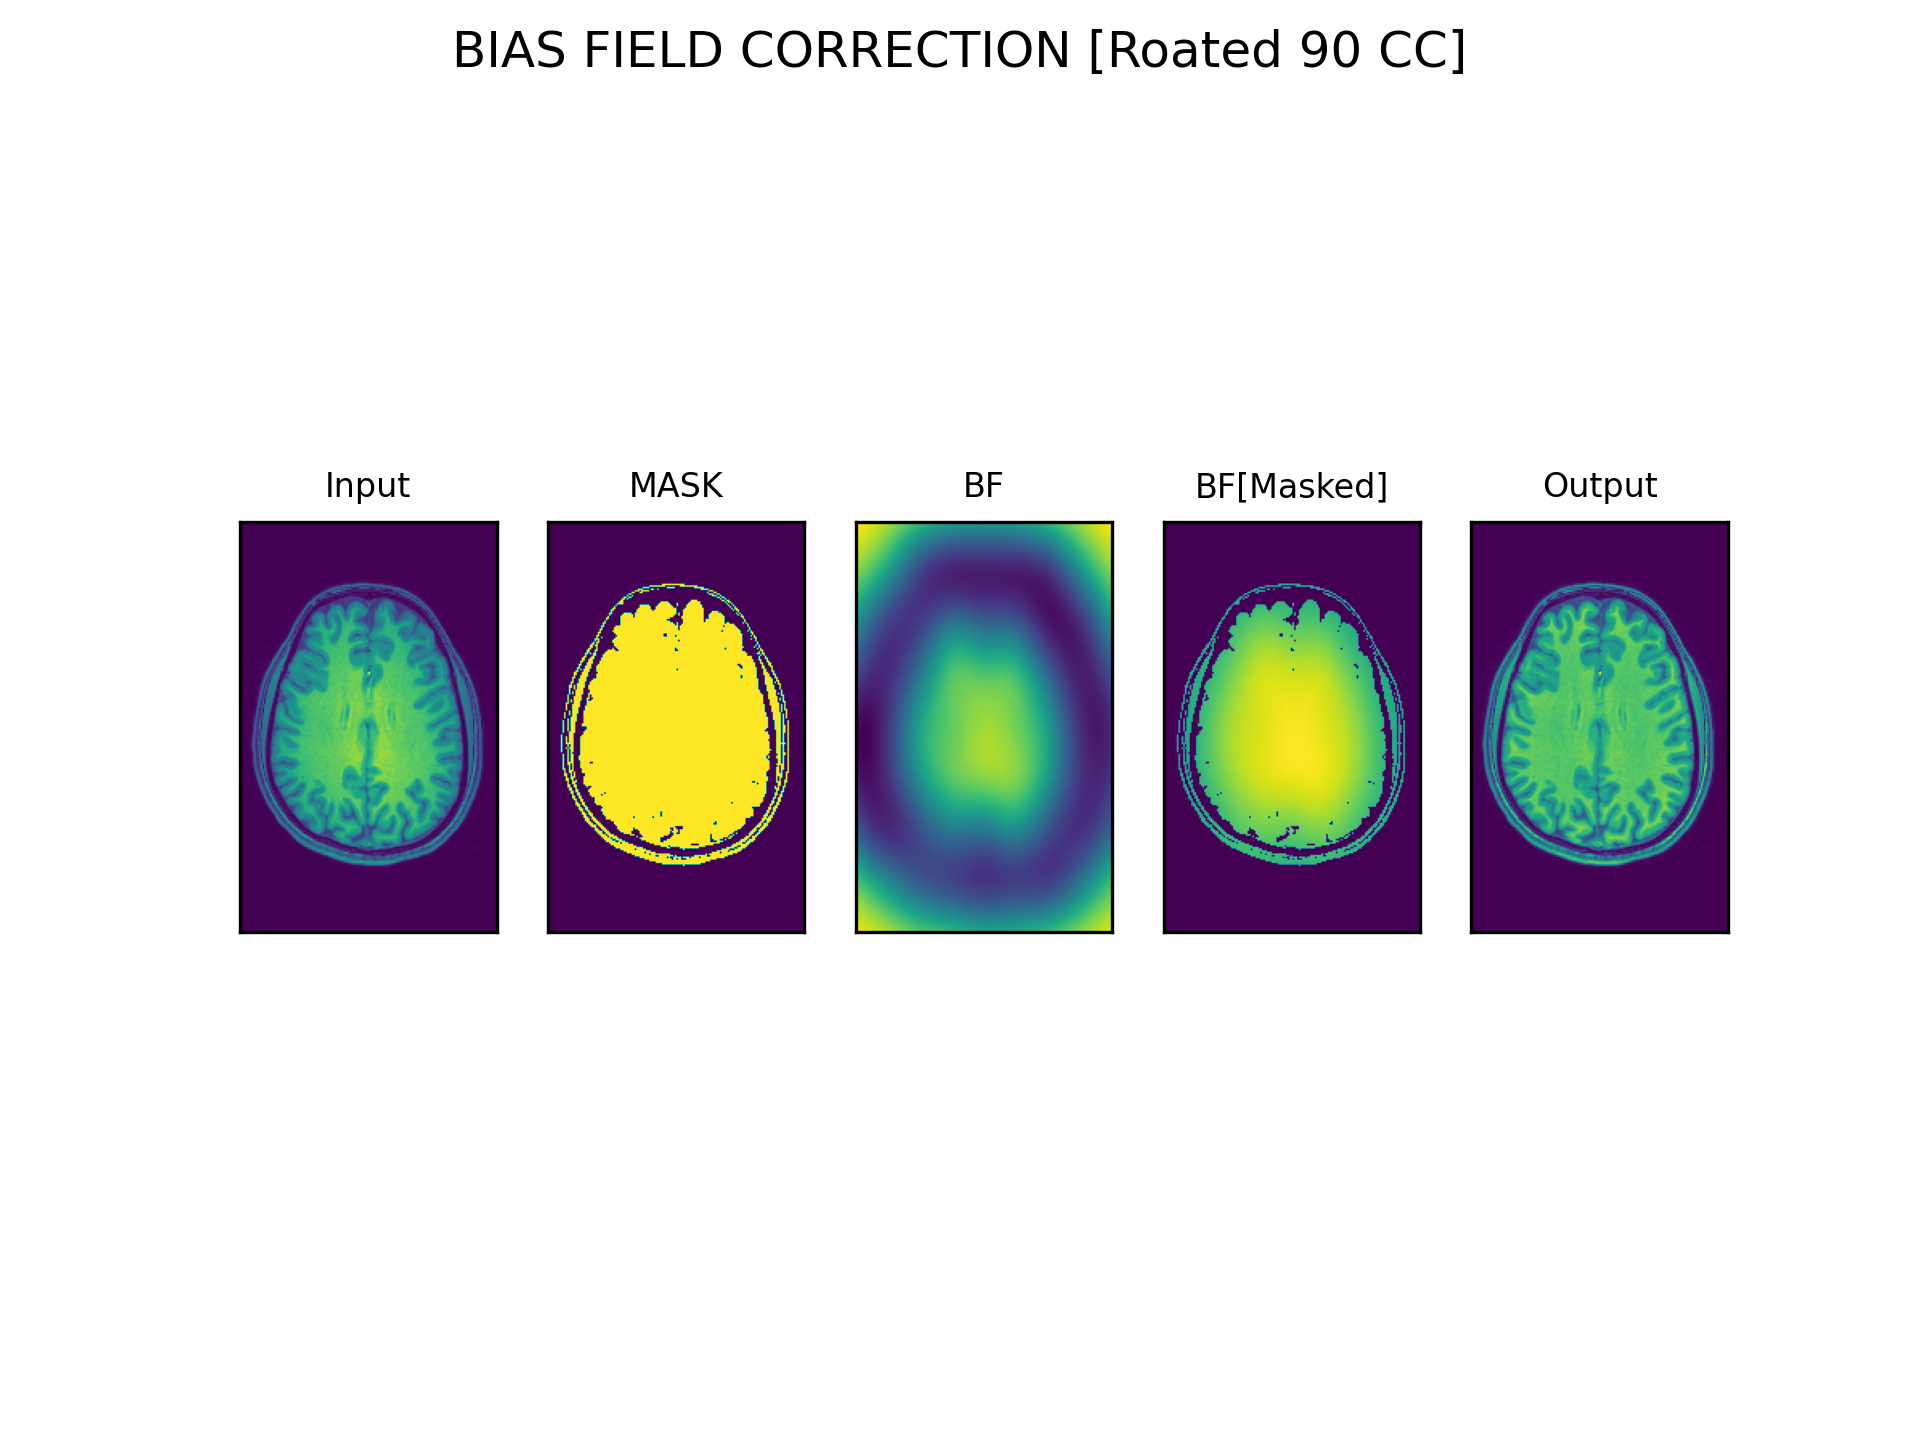 BIAS FIELD CORRECTION [Roated 90 CC]
Input
MASK
BF
BF[Masked]
Output